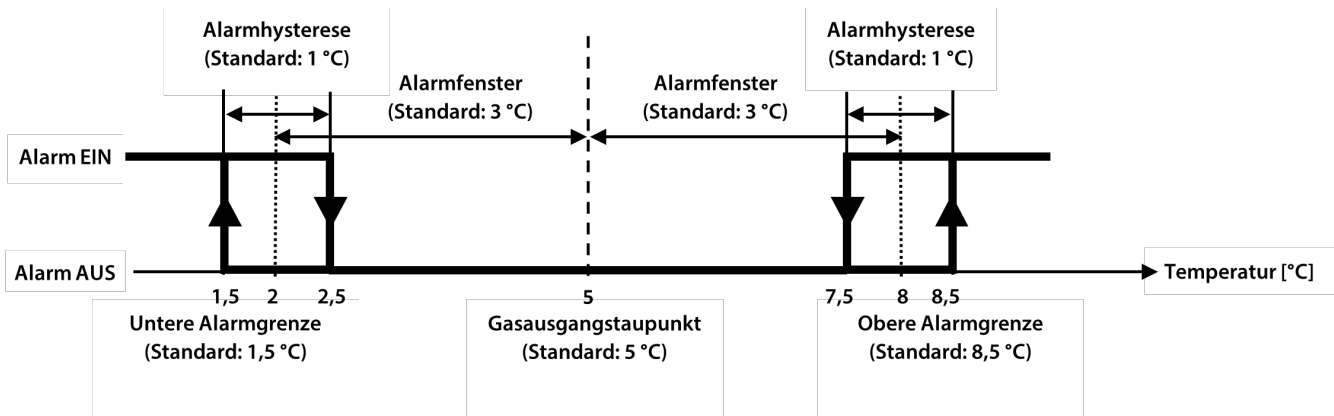 Alarmhysterese
(Standard: 1 °C)
Alarmhysterese
(Standard: 1 °C)
Alarmfenster
(Standard: 3 °C)
Alarmfenster
(Standard: 3 °C)
Alarm EIN
Alarm AUS
Temperatur [°C]
1,5
2
2,5
5
7,5
8
8,5
Untere Alarmgrenze
(Standard: 1,5 °C)
Gasausgangstaupunkt
(Standard: 5 °C)
Obere Alarmgrenze
(Standard: 8,5 °C)